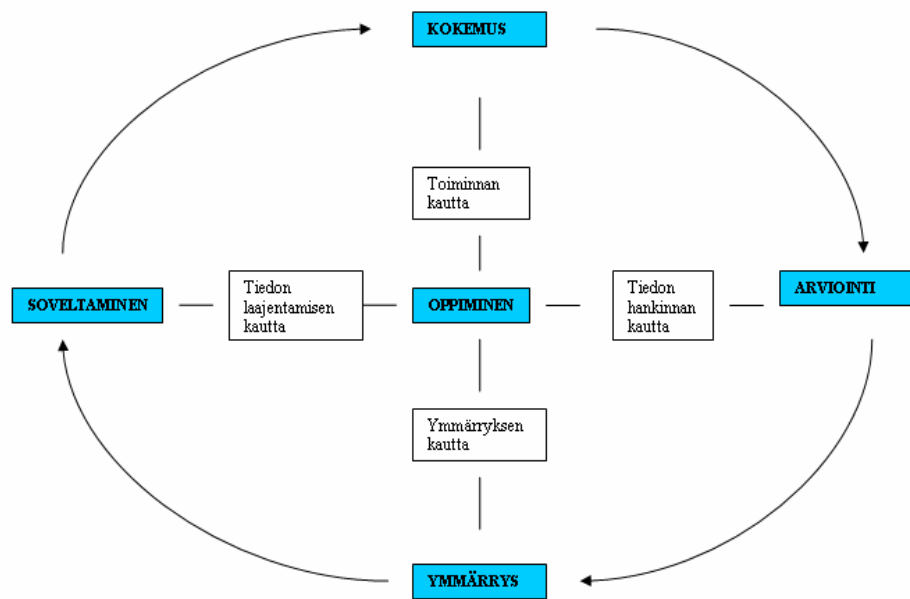 KOKEMUS
Toiminnan
kautta
SOVELTAMINEN
Tiedon
laajentamisen
kautta
OPPIMINEN
Tiedon
hankinnan
kautta
ARVIOINTI
Ymmärryksen
kautta
YMMÄRRYS